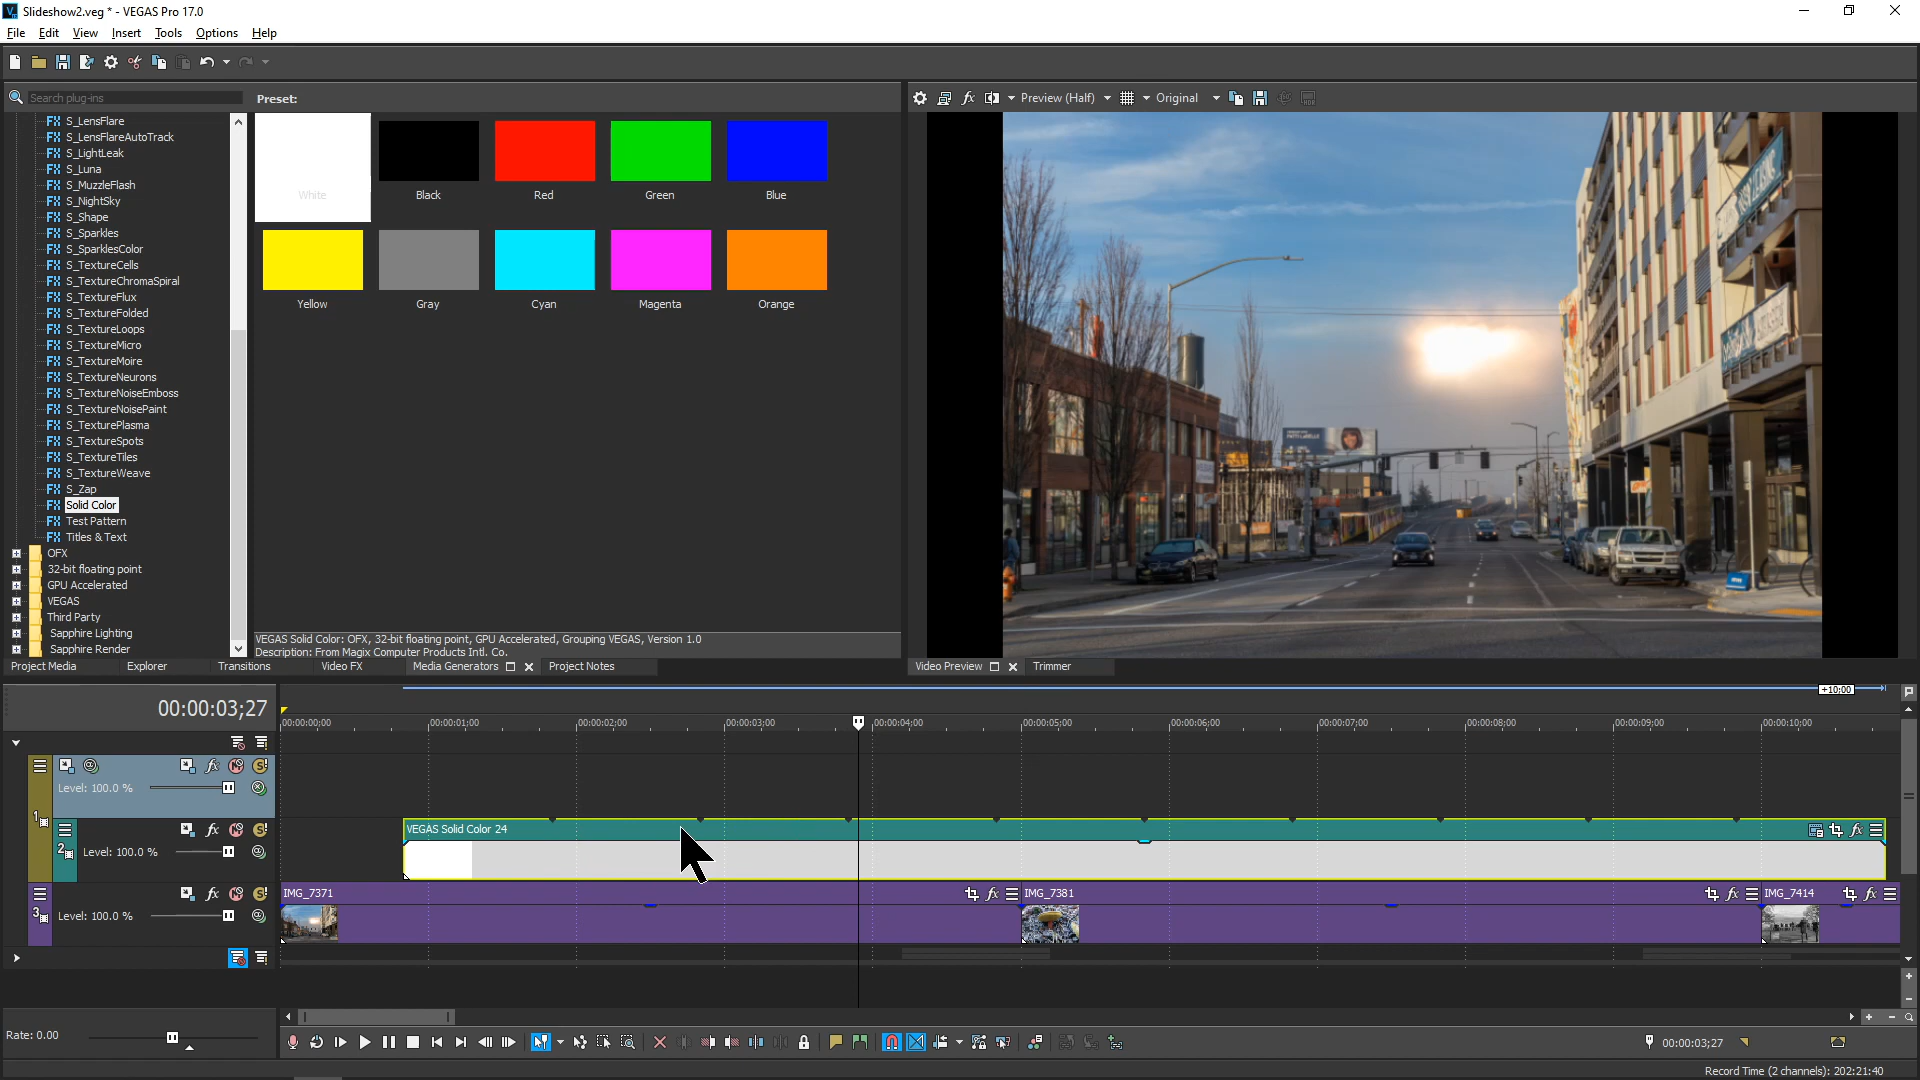 Slideshow2.veg * - VEGAS Pro 17.0
File Edit View Insert Tools Options Help
Search plug-ins
Preset:
Preview (Half) Original
S_LensFlare
S_LensFlareAutoTrack
S_LightLeak
S_Luna
S_MuzzleFlash
S_NightSky
S_Shape
S_Sparkles
S_SparklesColor
S_TextureCells
S_TextureChromaSpiral
S_TextureFlux
S_TextureFolded
S_TextureLoops
S_TextureMicro
S_TextureMoire
S_TextureNeurons
S_TextureNoiseEmboss
S_TextureNoisePaint
S_TexturePlasma
S_TextureSpots
S_TextureTiles
S_TextureWeave
S_Zap
Solid Color
Test Pattern
Titles & Text
OFX
32-bit floating point
GPU Accelerated
VEGAS
Third Party
Sapphire Lighting
Sapphire Render
White Black Red Green Blue
Yellow Gray Cyan Magenta Orange
VEGAS Solid Color: OFX, 32-bit floating point, GPU Accelerated, Grouping VEGAS, Version 1.0
Description: From Magix Computer Products Intl. Co.
Project Media Explorer Transitions Video FX Media Generators Project Notes
Video Preview Trimmer
00:00:03;27
+10;00
00:00:00;00 00:00:01;00 00:00:02;00 00:00:03;00 00:00:04;00 00:00:05;00 00:00:06;00 00:00:07;00 00:00:08;00 00:00:09;00 00:00:10;00
1
Level: 100.0 %
2
Level: 100.0 %
VEGAS Solid Color 24
3
Level: 100.0 %
IMG_7371 IMG_7381 IMG_7414
Rate: 0.00
00:00:03;27
Record Time (2 channels): 202:21:40